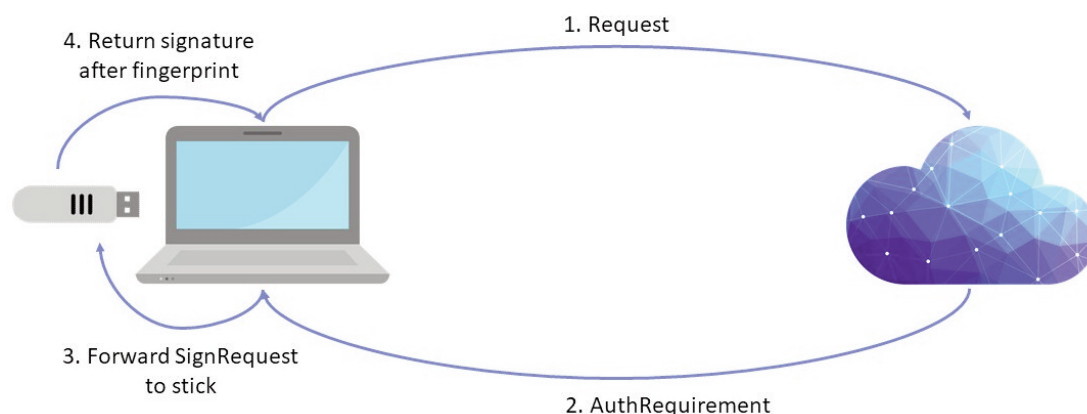 1. Request
4. Return signature
after fingerprint
3. Forward SignRequest
to stick
2. AuthRequirement